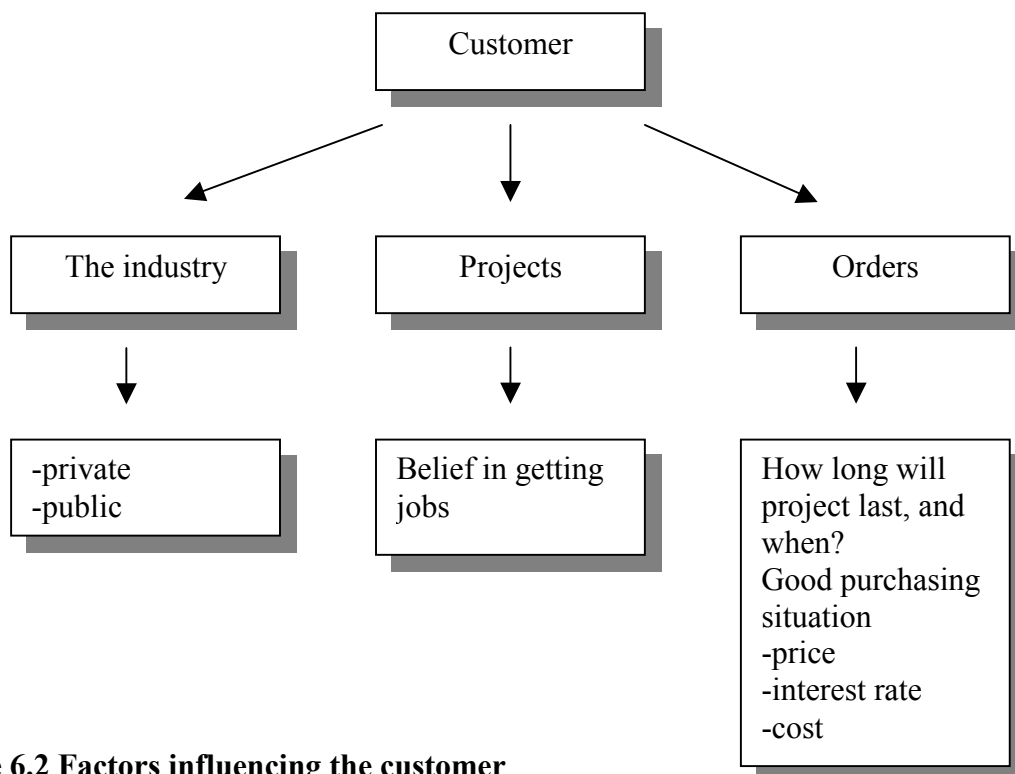 Customer
The industry
Projects
Orders
-private
-public
Belief in getting
jobs
How long will
project last, and
when?
Good purchasing
situation
-price
-interest rate
-cost
6.2 Factors influencing the customer